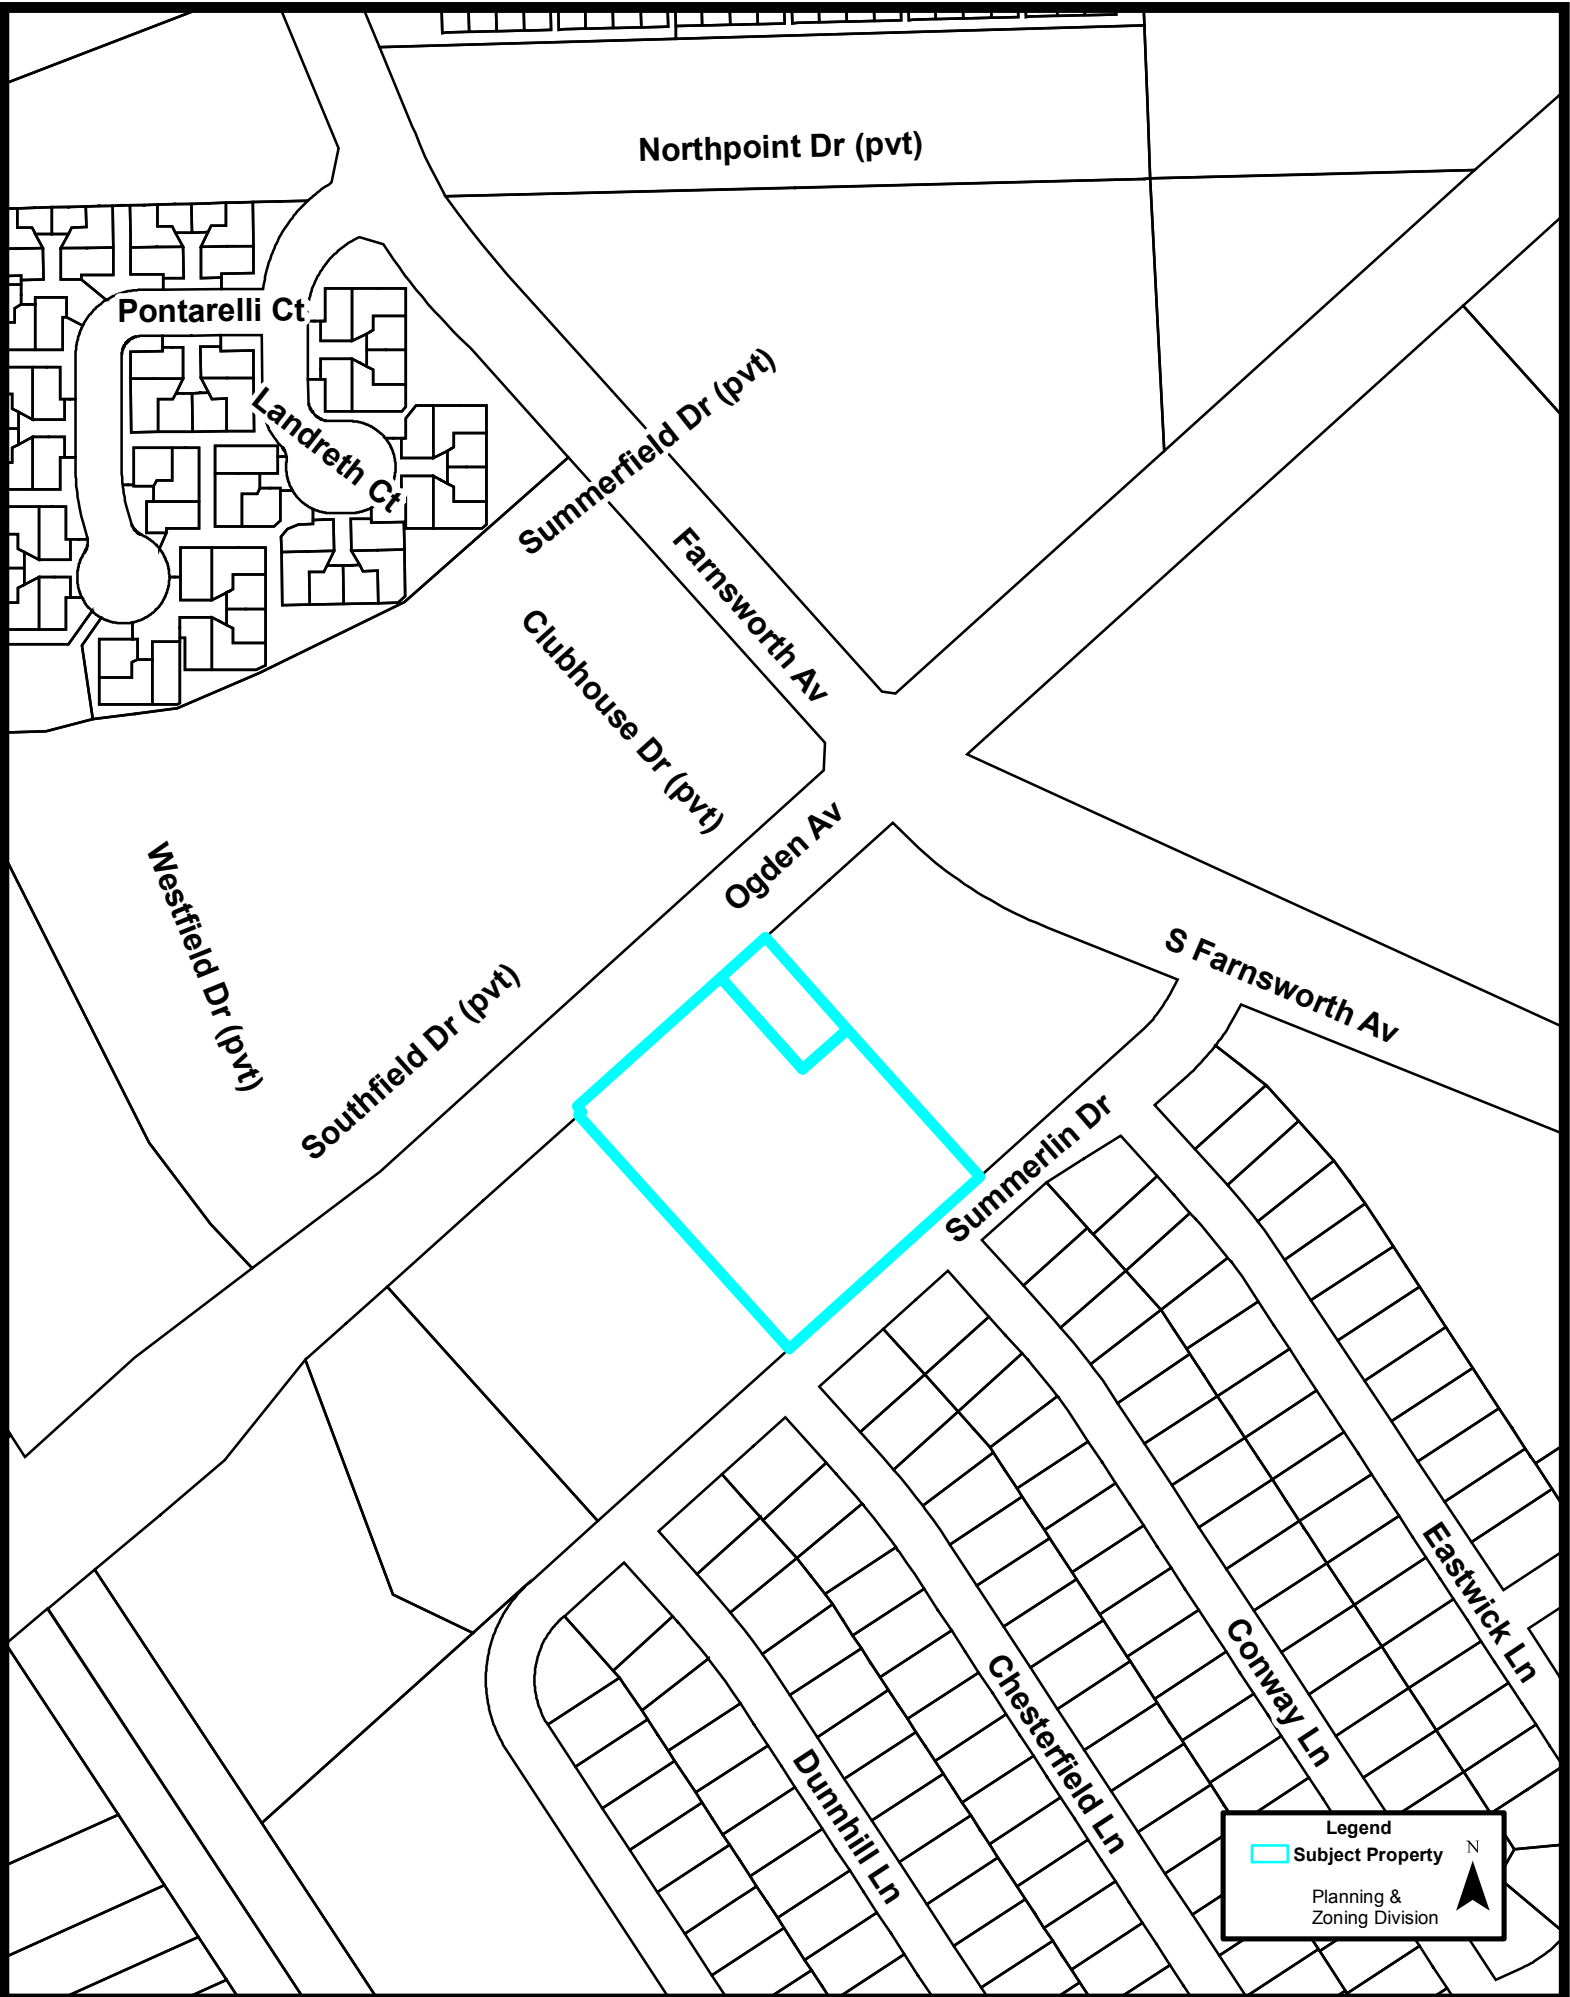 Northpoint Dr (pvt)
Pontarelli Ct
Landreth Ct
Summerfield Dr (pvt)
Farnsworth Av
Clubhouse Dr (pvt)
Ogden Av
Westfield Dr (pvt)
Southfield Dr (pvt)
S Farnsworth Av
Summerlin Dr
Eastwick Ln
Conway Ln
Chesterfield Ln
Dunnhill Ln
Legend
Subject Property
N
Planning &
Zoning Division